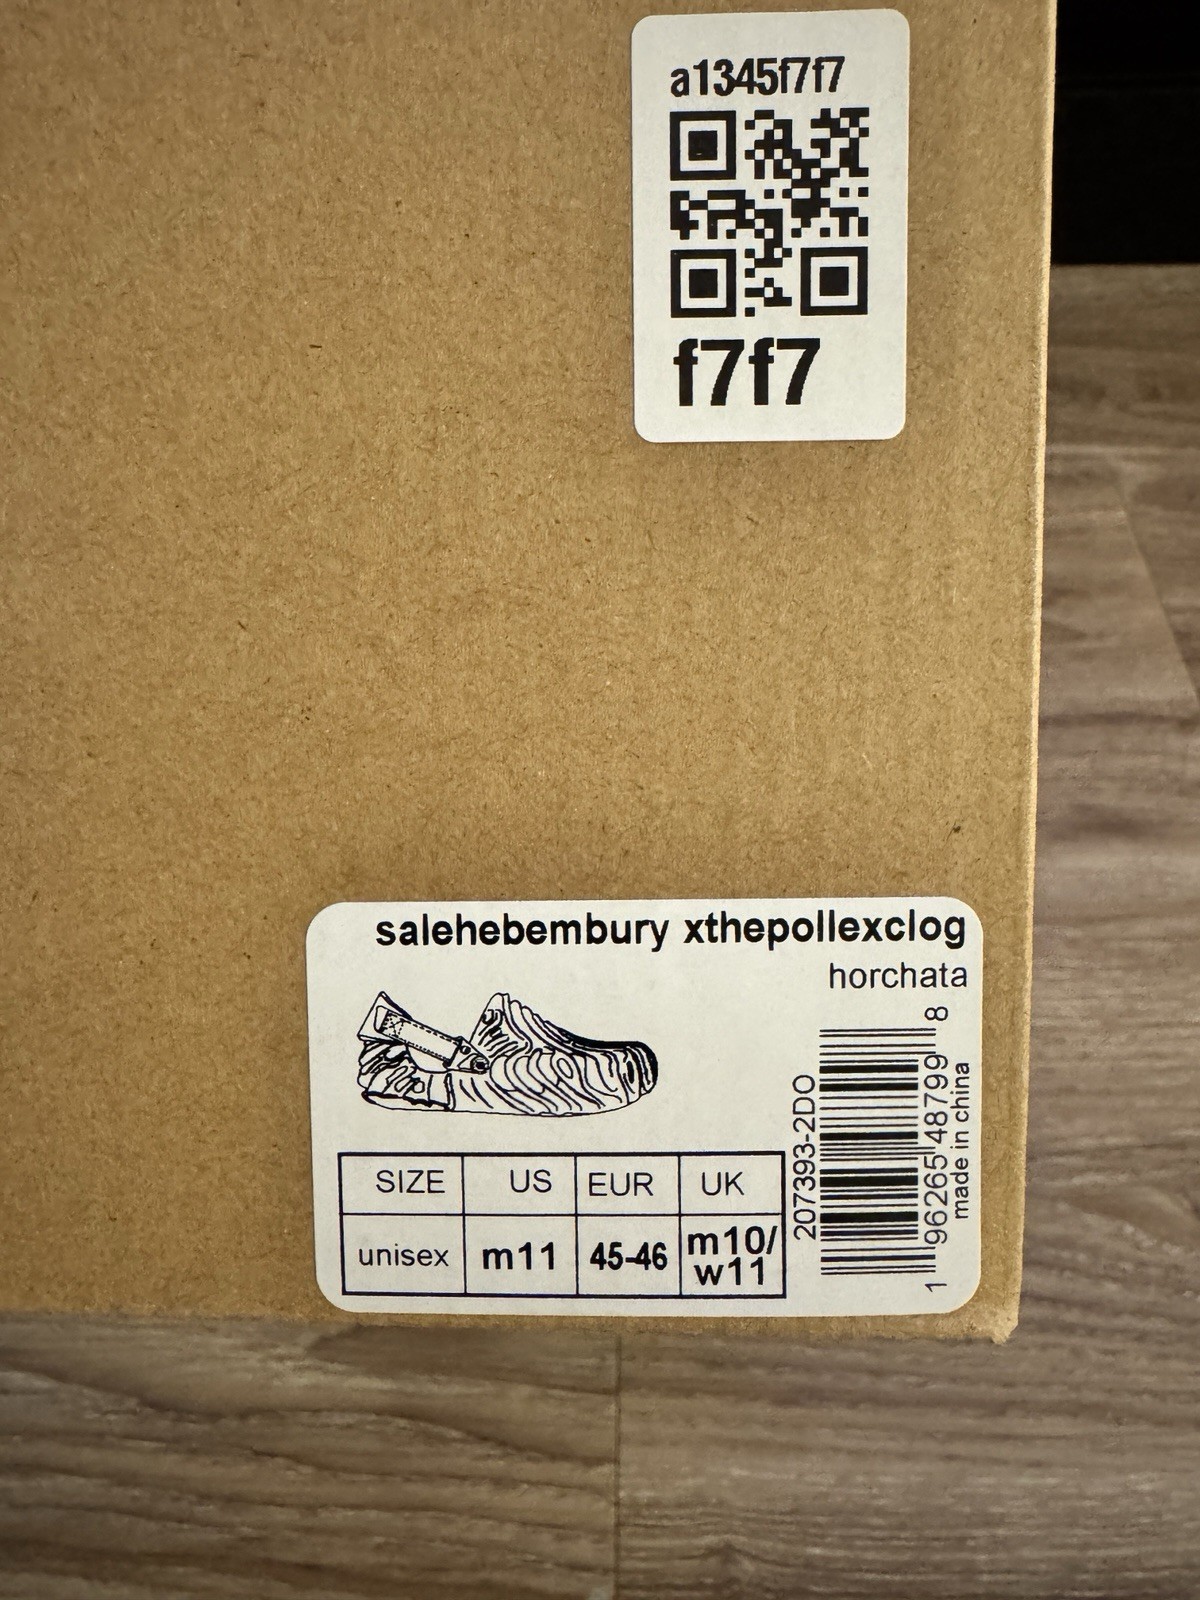 a1345f7f7
f7f7
salehebembury xthepollexclog
horchata
SIZE US EUR UK
unisex m11 45-46 m10/
w11
207393-2DO
1 96265 48799 8
made in china